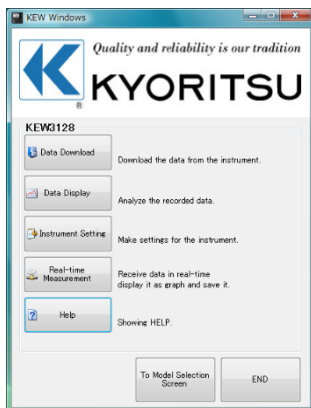 KEW Windows
Quality and reliability is our tradition
KYORITSU
®
KEW3128
Data Download
Download the data from the instrument.
Data Display
Analyze the recorded data.
Instrument Setting
Make settings for the instrument.
Real-time
Measurement
Receive data in real-time
display it as graph and save it.
Help
Showing HELP.
To Model Selection
Screen
END